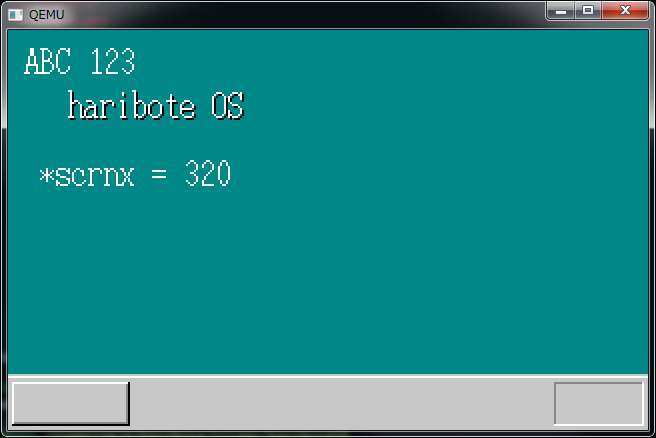 QEMU
ABC 123
haribote OS
*scrnx = 320